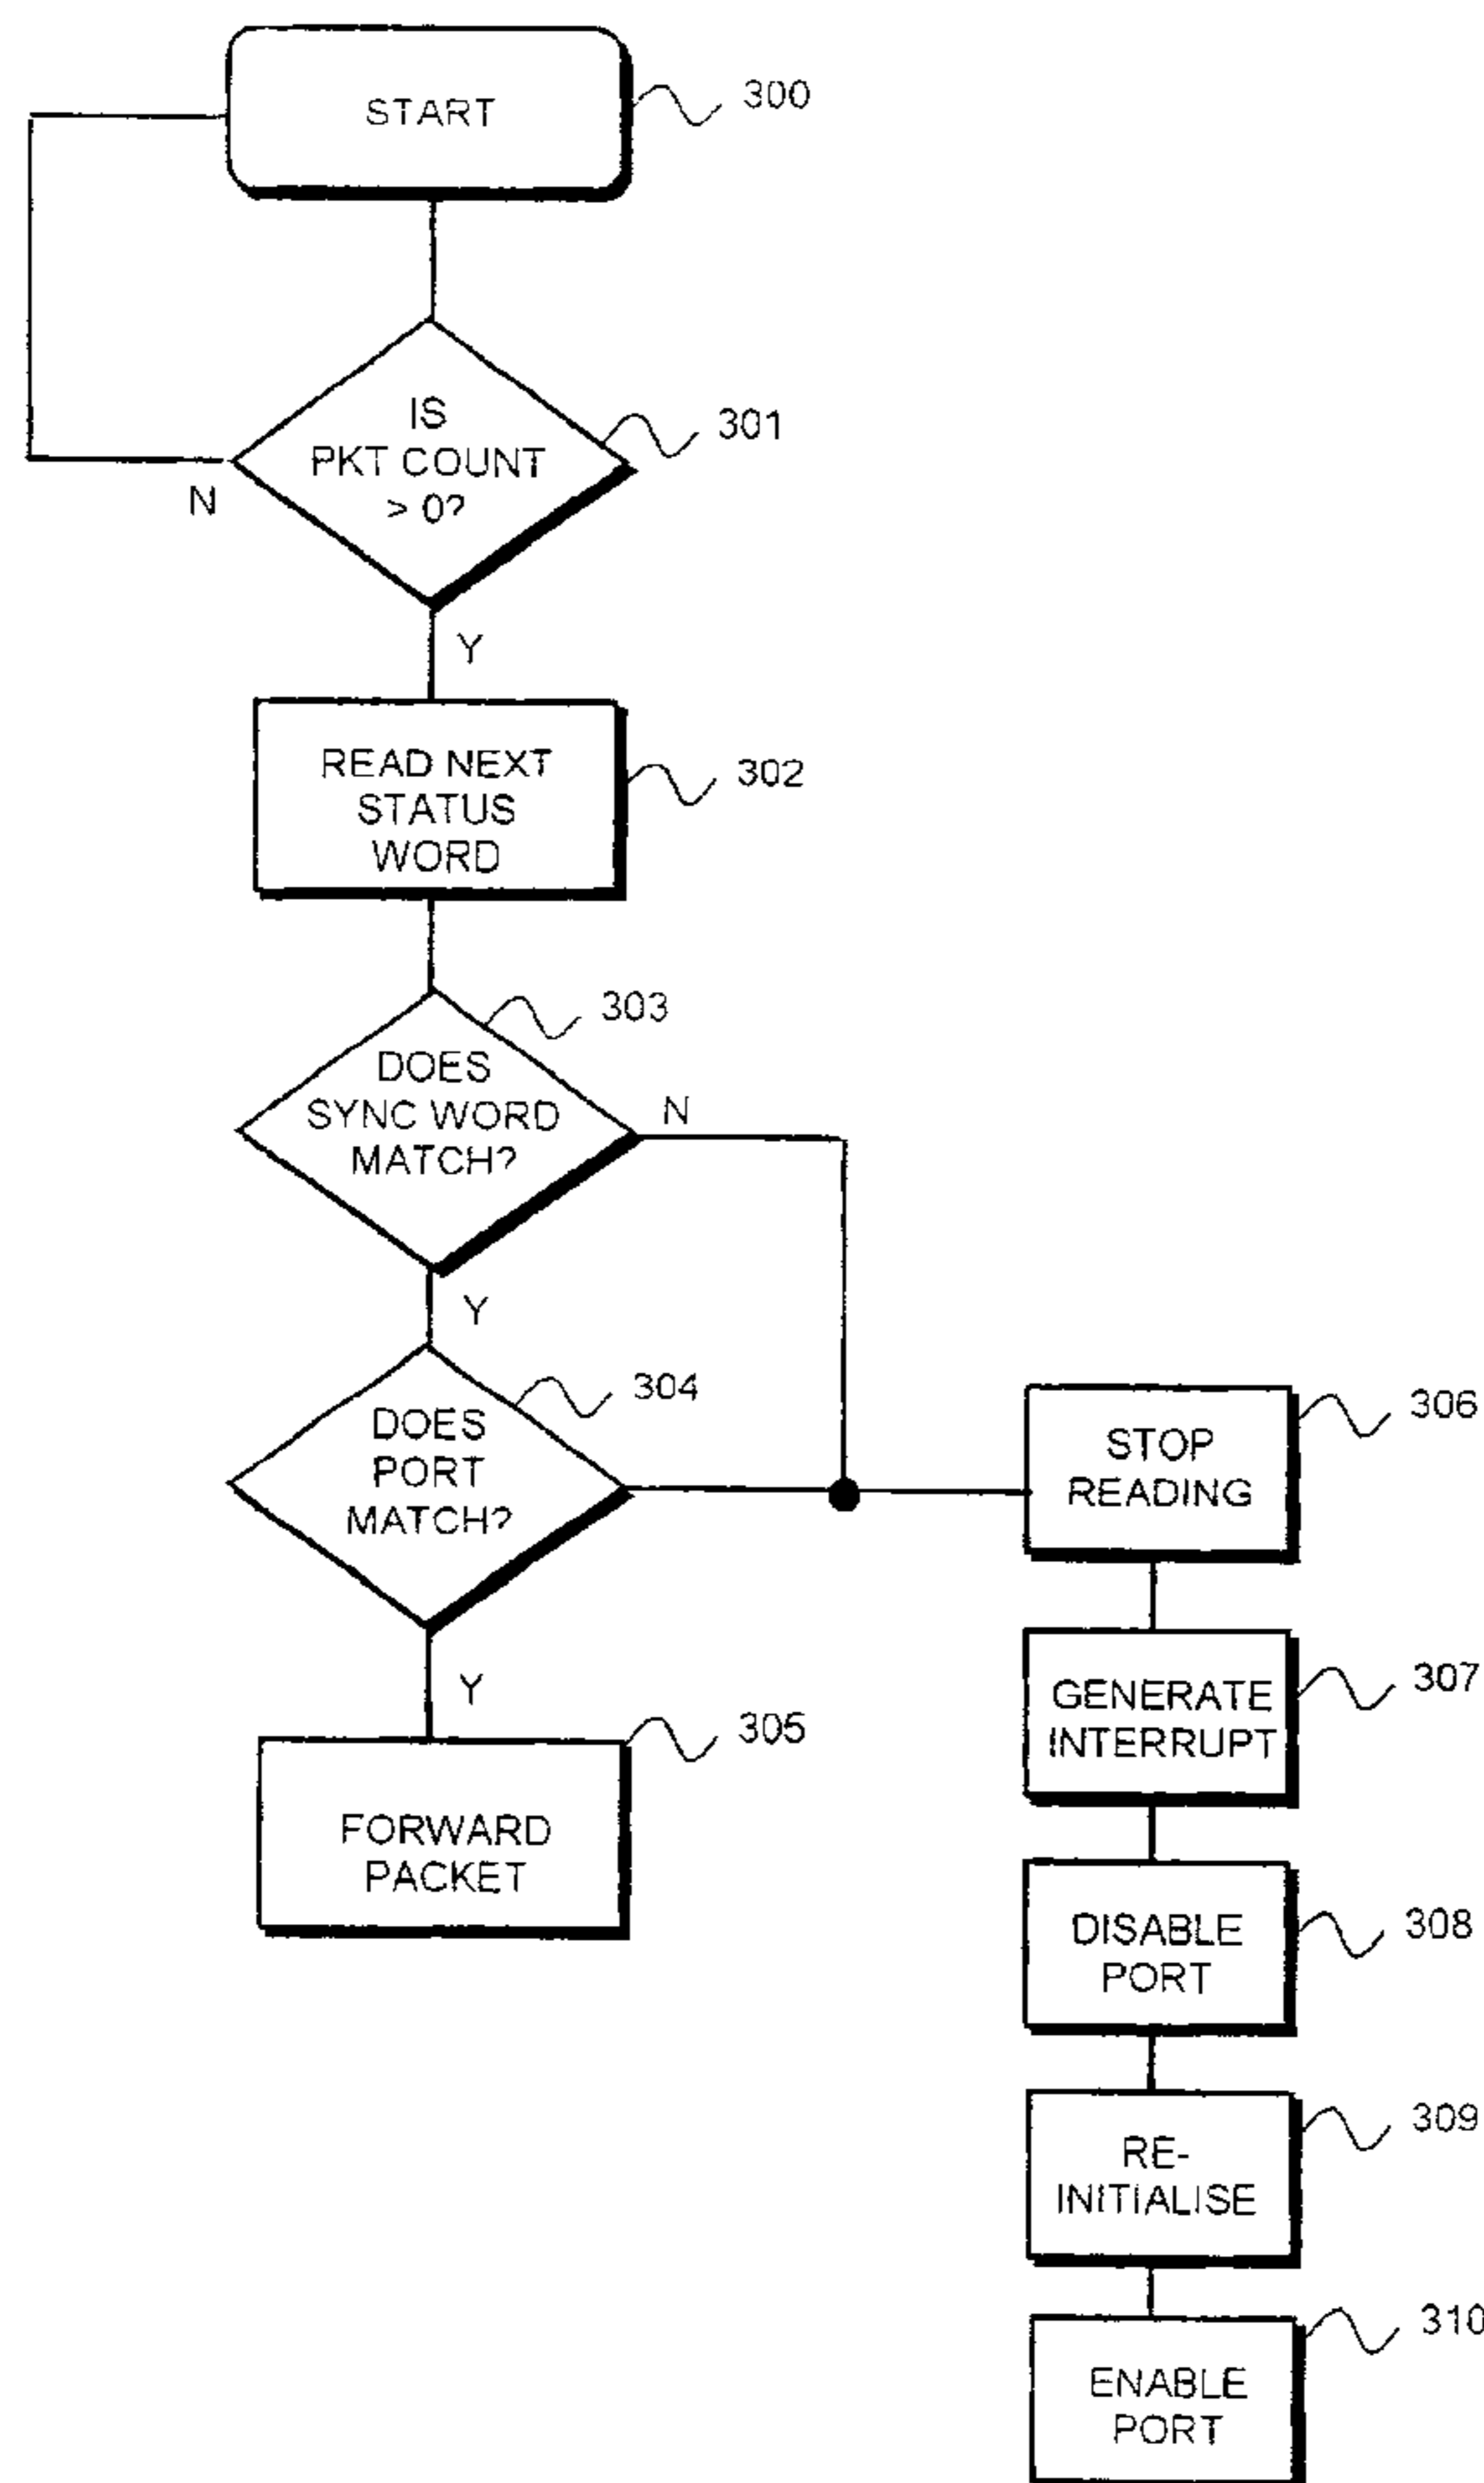 START
300
IS
PKT COUNT
> 0?
301
N
Y
READ NEXT
STATUS
WORD
302
303
DOES
SYNC WORD
MATCH?
N
Y
304
DOES
PORT
MATCH?
Y
305
FORWARD
PACKET
306
STOP
READING
307
GENERATE
INTERRUPT
308
DISABLE
PORT
309
RE-
INITIALISE
310
ENABLE
PORT